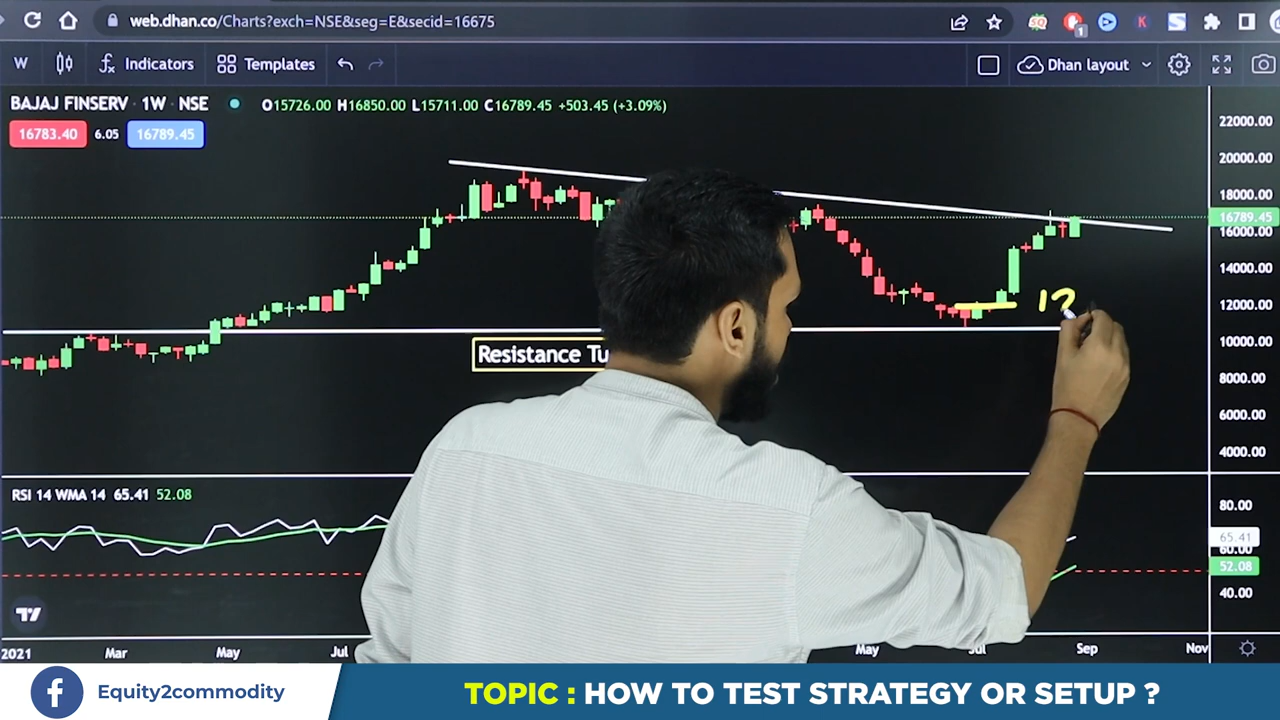 web.dhan.co/Charts?exch=NSE&seg=E&secid=16675
W Indicators Templates Dhan layout
BAJAJ FINSERV · 1W · NSE O15726.00 H16850.00 L15711.00 C16789.45 +503.45 (+3.09%)
16783.40 6.05 16789.45
22000.00
20000.00
18000.00
16789.45
16000.00
14000.00
12000.00
10000.00
8000.00
6000.00
4000.00
Resistance Tu
RSI 14 WMA 14 65.41 52.08
80.00
65.41
60.00
52.08
40.00
2021 Mar May Jul May Jul Sep Nov
Equity2commodity
TOPIC : HOW TO TEST STRATEGY OR SETUP ?